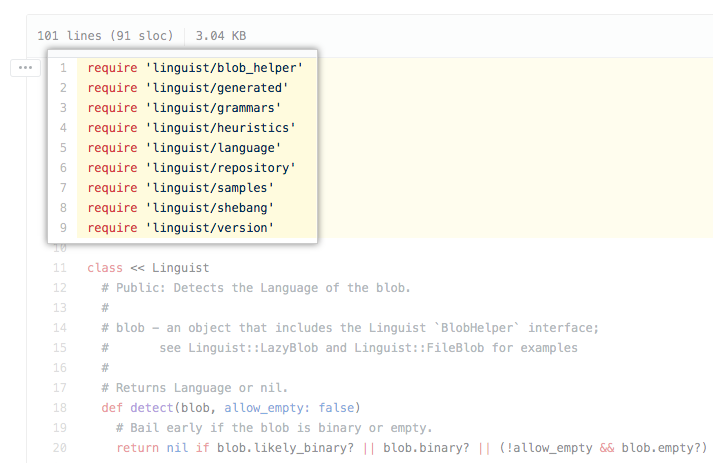 101 lines (91 sloc) 3.04 KB
1 require 'linguist/blob_helper'
2 require 'linguist/generated'
3 require 'linguist/grammars'
4 require 'linguist/heuristics'
5 require 'linguist/language'
6 require 'linguist/repository'
7 require 'linguist/samples'
8 require 'linguist/shebang'
9 require 'linguist/version'
10
11 class << Linguist
12 # Public: Detects the Language of the blob.
13 #
14 # blob - an object that includes the Linguist `BlobHelper` interface;
15 #       see Linguist::LazyBlob and Linguist::FileBlob for examples
16 #
17 # Returns Language or nil.
18 def detect(blob, allow_empty: false)
19 # Bail early if the blob is binary or empty.
20 return nil if blob.likely_binary? || blob.binary? || (!allow_empty && blob.empty?)